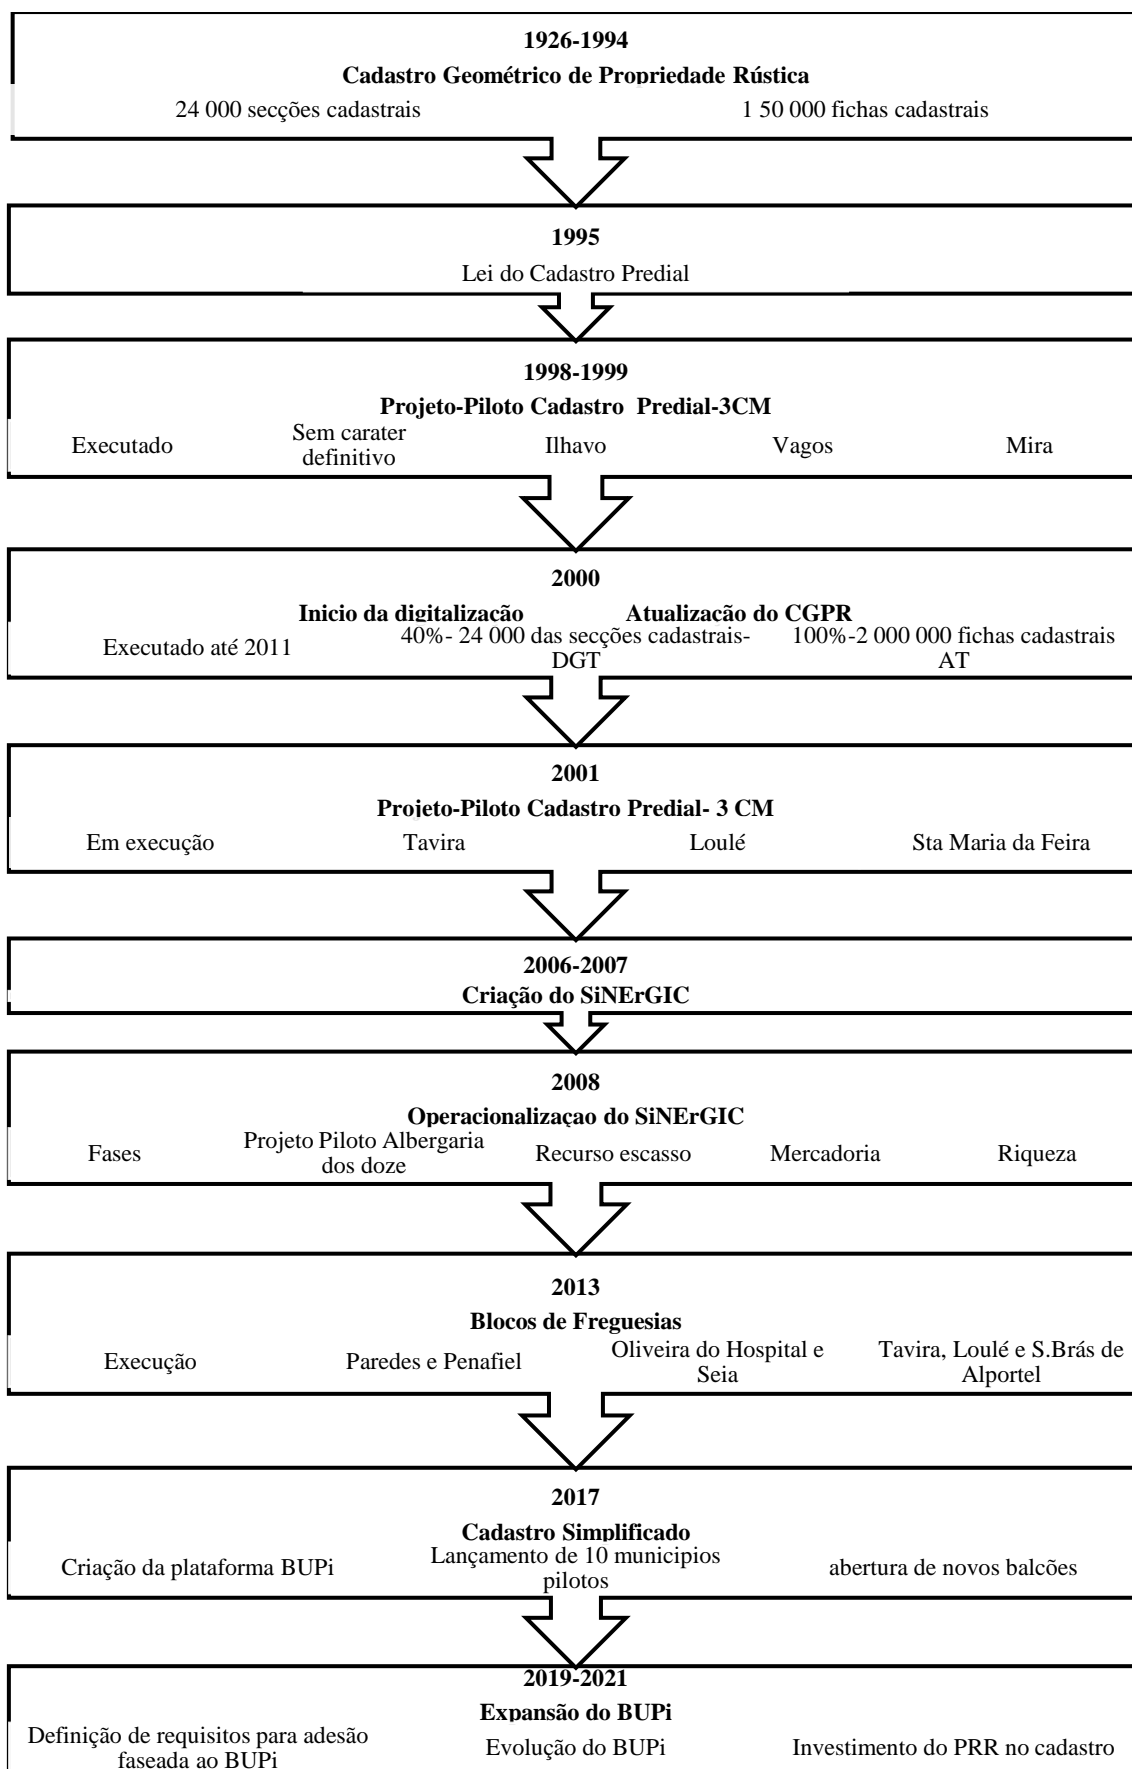 1926-1994
Cadastro Geométrico de Propriedade Rústica
24 000 secções cadastrais
1 50 000 fichas cadastrais
1995
Lei do Cadastro Predial
1998-1999
Projeto-Piloto Cadastro Predial-3CM
Executado
Sem carater
definitivo
Ilhavo
Vagos
Mira
2000
Inicio da digitalização Atualização do CGPR
Executado até 2011
40%- 24 000 das secções cadastrais-
DGT
100%-2 000 000 fichas cadastrais
AT
2001
Projeto-Piloto Cadastro Predial- 3 CM
Em execução
Tavira
Loulé
Sta Maria da Feira
2006-2007
Criação do SiNErGIC
2008
Operacionalizaçao do SiNErGIC
Fases
Projeto Piloto Albergaria
dos doze
Recurso escasso
Mercadoria
Riqueza
2013
Blocos de Freguesias
Execução
Paredes e Penafiel
Oliveira do Hospital e
Seia
Tavira, Loulé e S.Brás de
Alportel
2017
Cadastro Simplificado
Criação da plataforma BUPi
Lançamento de 10 municipios
pilotos
abertura de novos balcões
2019-2021
Expansão do BUPi
Definição de requisitos para adesão
faseada ao BUPi
Evolução do BUPi
Investimento do PRR no cadastro